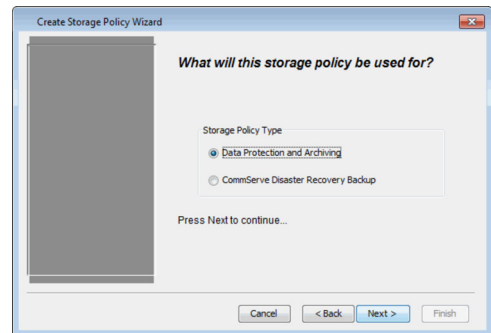 Create Storage Policy Wizard
What will this storage policy be used for?
Storage Policy Type
Data Protection and Archiving
CommServe Disaster Recovery Backup
Press Next to continue...
Cancel
< Back
Next >
Finish